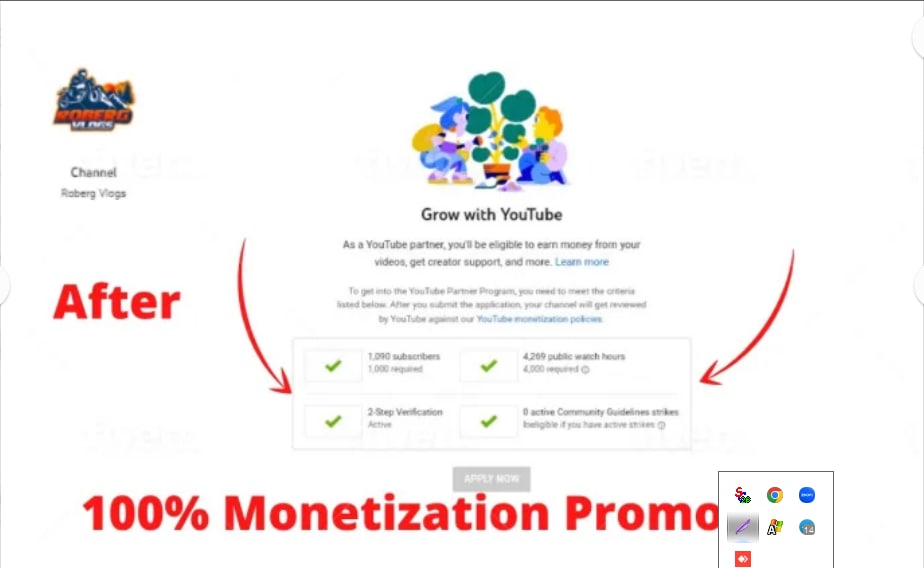 ROBERG
VLOGS
Channel
Roberg Vlogs
Grow with YouTube
As a YouTube partner, you'll be eligible to earn money from your
videos, get creator support, and more. Learn more
To get into the YouTube Partner Program, you need to meet the criteria
listed below. After you submit the application, your channel will get reviewed
by YouTube against our YouTube monetization policies.
After
1,090 subscribers
1,000 required
4,269 public watch hours
4,000 required
2-Step Verification
Active
0 active Community Guidelines strikes
Ineligible if you have active strikes
APPLY NOW
100% Monetization Promo
zoom
A
14